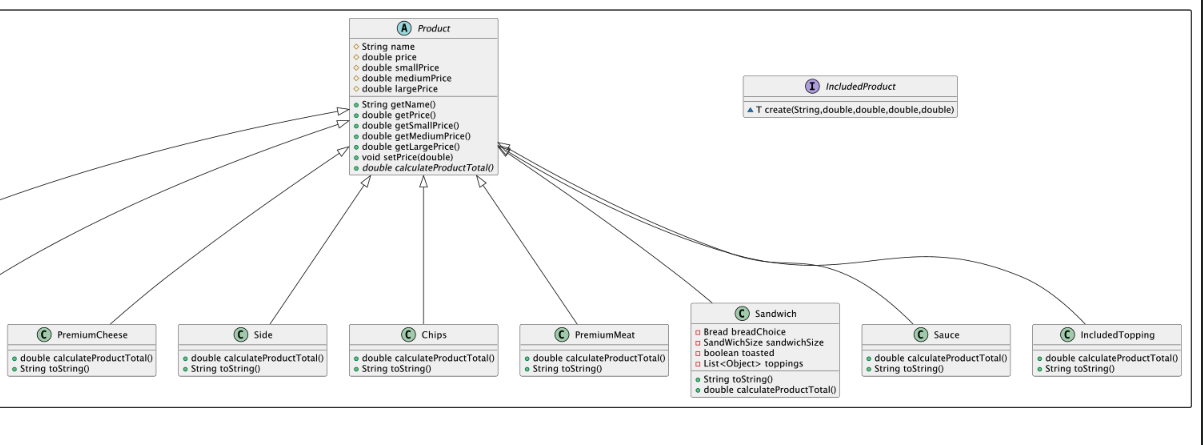 A Product
String name
double price
double smallPrice
double mediumPrice
double largePrice
String getName()
double getPrice()
double getSmallPrice()
double getMediumPrice()
double getLargePrice()
void setPrice(double)
double calculateProductTotal()
I IncludedProduct
T create(String,double,double,double,double)
C PremiumCheese
double calculateProductTotal()
String toString()
C Side
double calculateProductTotal()
String toString()
C Chips
double calculateProductTotal()
String toString()
C PremiumMeat
double calculateProductTotal()
String toString()
C Sandwich
Bread breadChoice
SandWichSize sandwichSize
boolean toasted
List<Object> toppings
String toString()
double calculateProductTotal()
C Sauce
double calculateProductTotal()
String toString()
C IncludedTopping
double calculateProductTotal()
String toString()